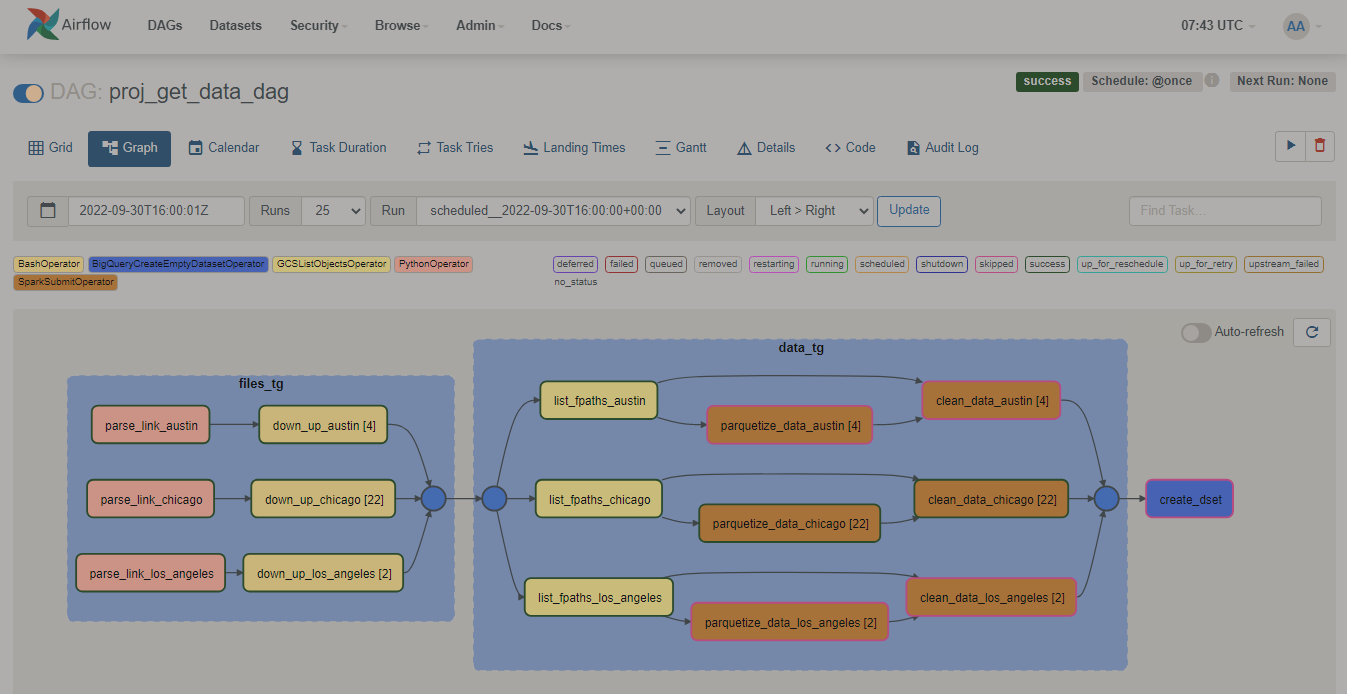 Airflow DAGs Datasets Security Browse Admin Docs 07:43 UTC AA
DAG: proj_get_data_dag success Schedule: @once i Next Run: None
Grid Graph Calendar Task Duration Task Tries Landing Times Gantt Details Code Audit Log
2022-09-30T16:00:01Z Runs 25 Run scheduled__2022-09-30T16:00:00+00:00 Layout Left > Right Update Find Task...
BashOperator BigQueryCreateEmptyDatasetOperator GCSListObjectsOperator PythonOperator
SparkSubmitOperator
deferred failed queued removed restarting running scheduled shutdown skipped success up_for_reschedule up_for_retry upstream_failed
no_status
Auto-refresh
files_tg
parse_link_austin
down_up_austin [4]
parse_link_chicago
down_up_chicago [22]
parse_link_los_angeles
down_up_los_angeles [2]
data_tg
list_fpaths_austin
parquetize_data_austin [4]
clean_data_austin [4]
list_fpaths_chicago
parquetize_data_chicago [22]
clean_data_chicago [22]
list_fpaths_los_angeles
parquetize_data_los_angeles [2]
clean_data_los_angeles [2]
create_dset